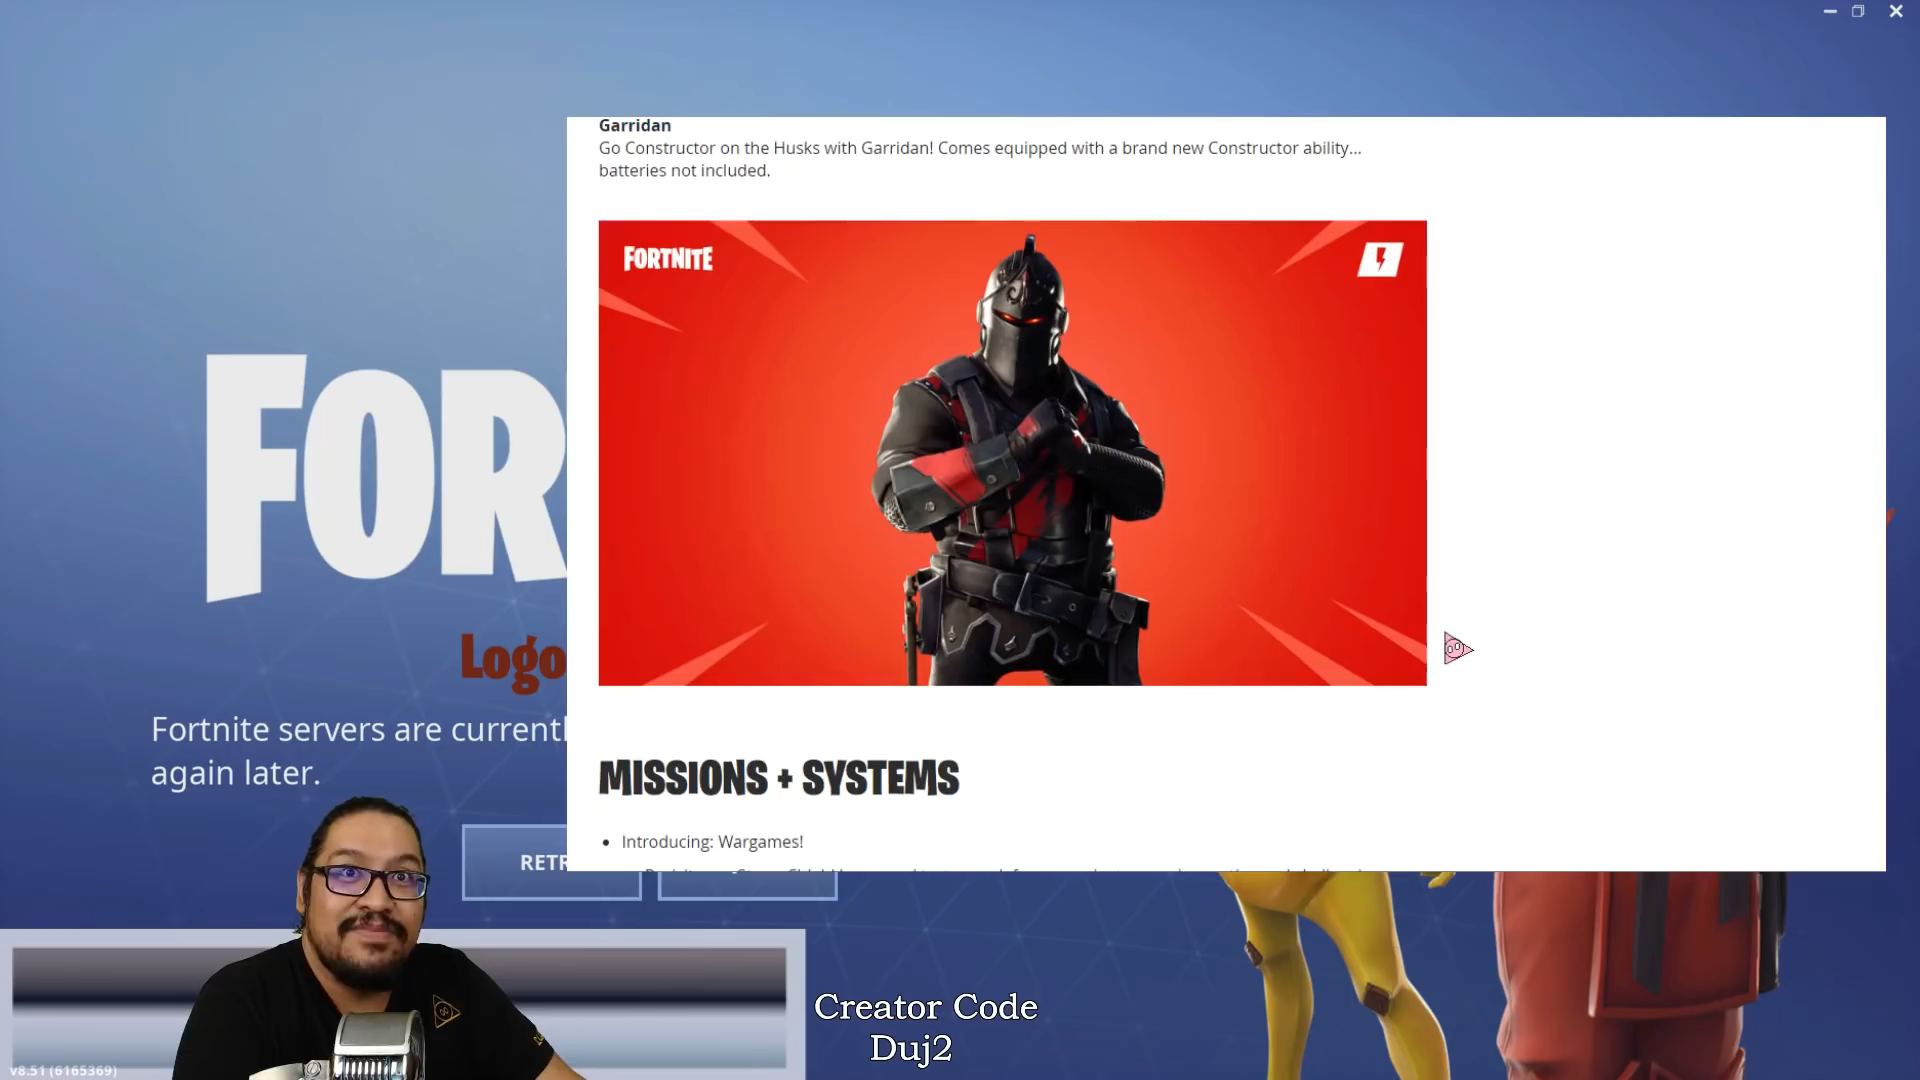 Garridan
Go Constructor on the Husks with Garridan! Comes equipped with a brand new Constructor ability...
batteries not included.
FORTNITE
FOR
Logo
Fortnite servers are currentl
again later.
MISSIONS + SYSTEMS
• Introducing: Wargames!
RETR
Creator Code
Duj2
v8.51 (6165369)